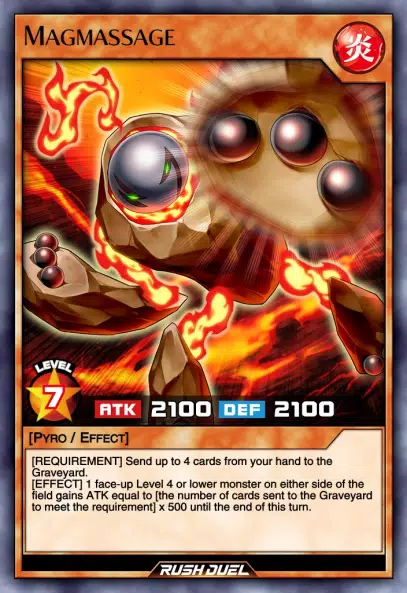 MAGMASSAGE
炎
LEVEL
7
ATK 2100 DEF 2100
[PYRO / EFFECT]
[REQUIREMENT] Send up to 4 cards from your hand to the
Graveyard.
[EFFECT] 1 face-up Level 4 or lower monster on either side of the
field gains ATK equal to [the number of cards sent to the Graveyard
to meet the requirement] x 500 until the end of this turn.
RUSH DUEL